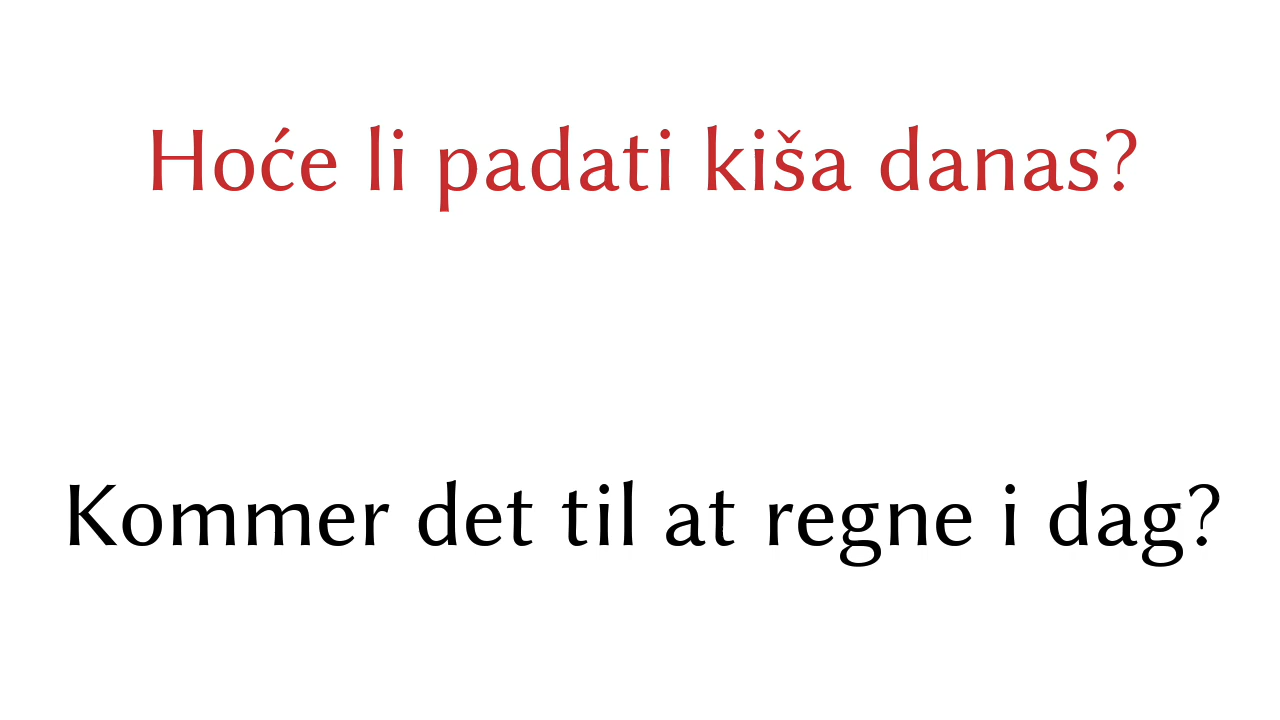 Hoće li padati kiša danas?
Kommer det til at regne i dag?